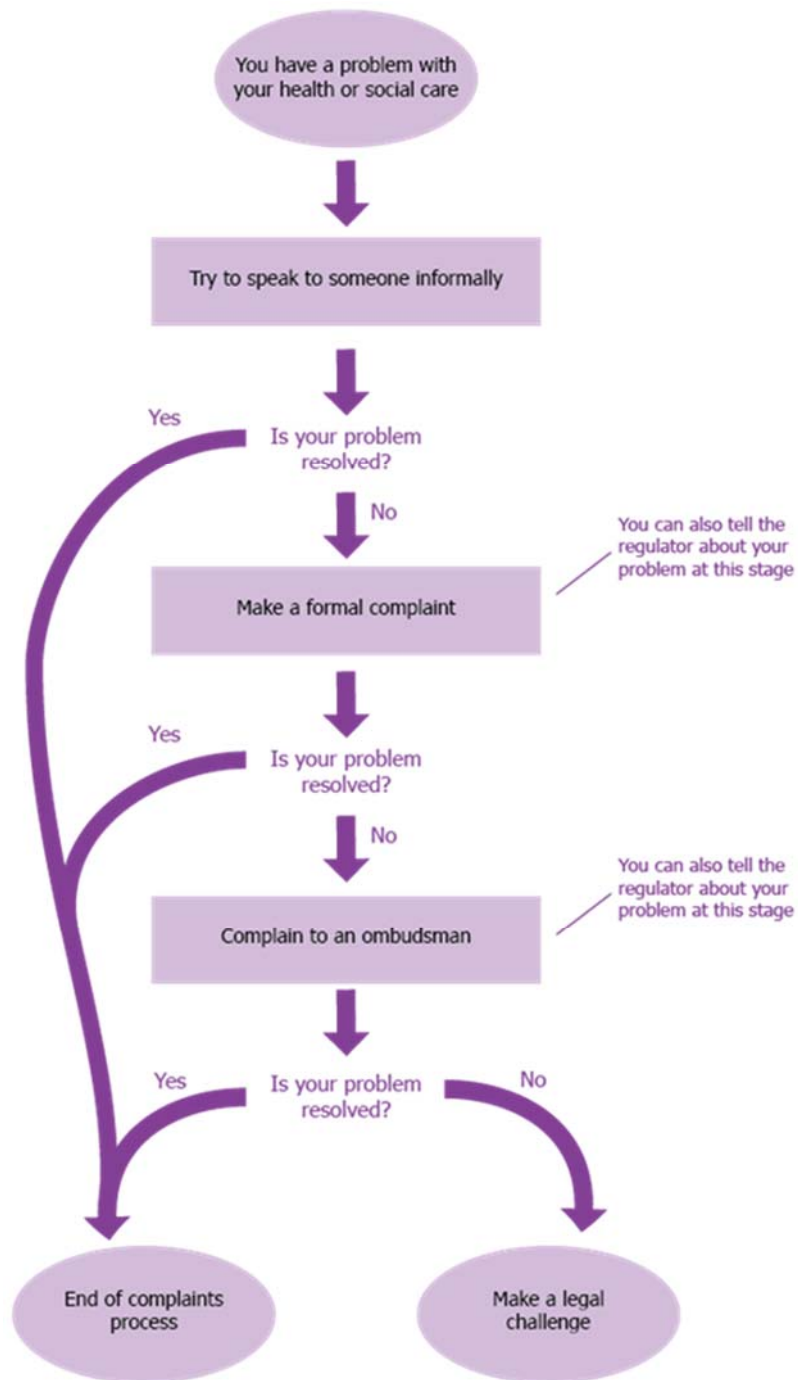 You have a problem with
your health or social care
Try to speak to someone informally
Yes
Is your problem
resolved?
No
You can also tell the
regulator about your
problem at this stage
Make a formal complaint
Yes
Is your problem
resolved?
No
You can also tell the
regulator about your
problem at this stage
Complain to an ombudsman
Yes
Is your problem
resolved?
No
End of complaints
process
Make a legal
challenge